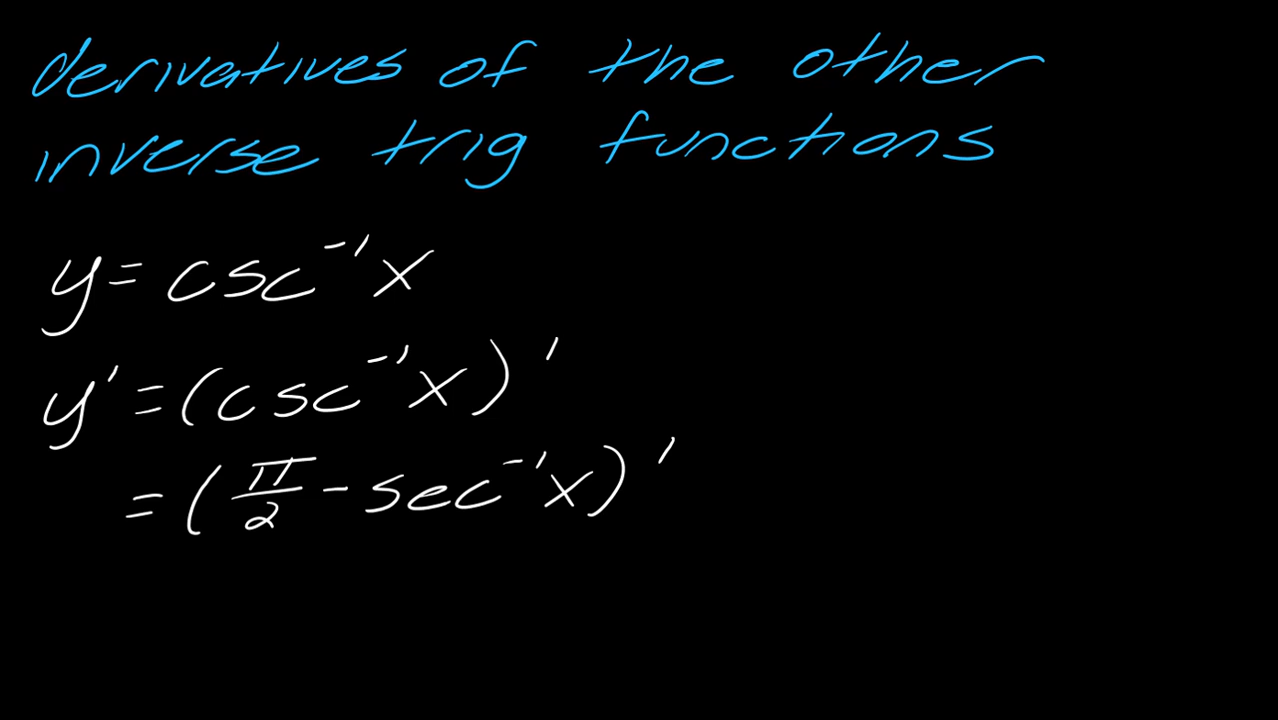 derivatives of the other
inverse trig functions
y = csc⁻¹x
y' = (csc⁻¹x)'
= (π/2 - sec⁻¹x)'